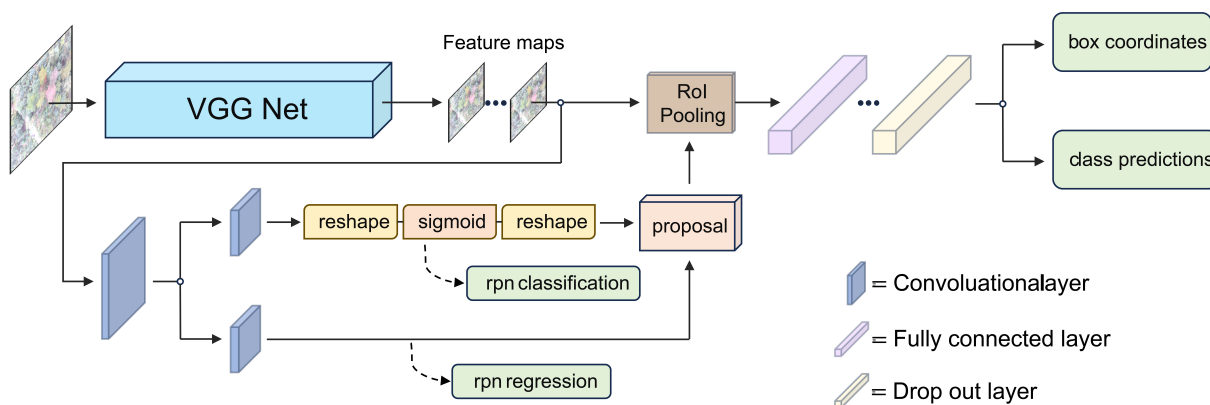 Feature maps
VGG Net
RoI
Pooling
box coordinates
class predictions
reshape
sigmoid
reshape
proposal
rpn classification
rpn regression
= Convoluationalayer
= Fully connected layer
= Drop out layer